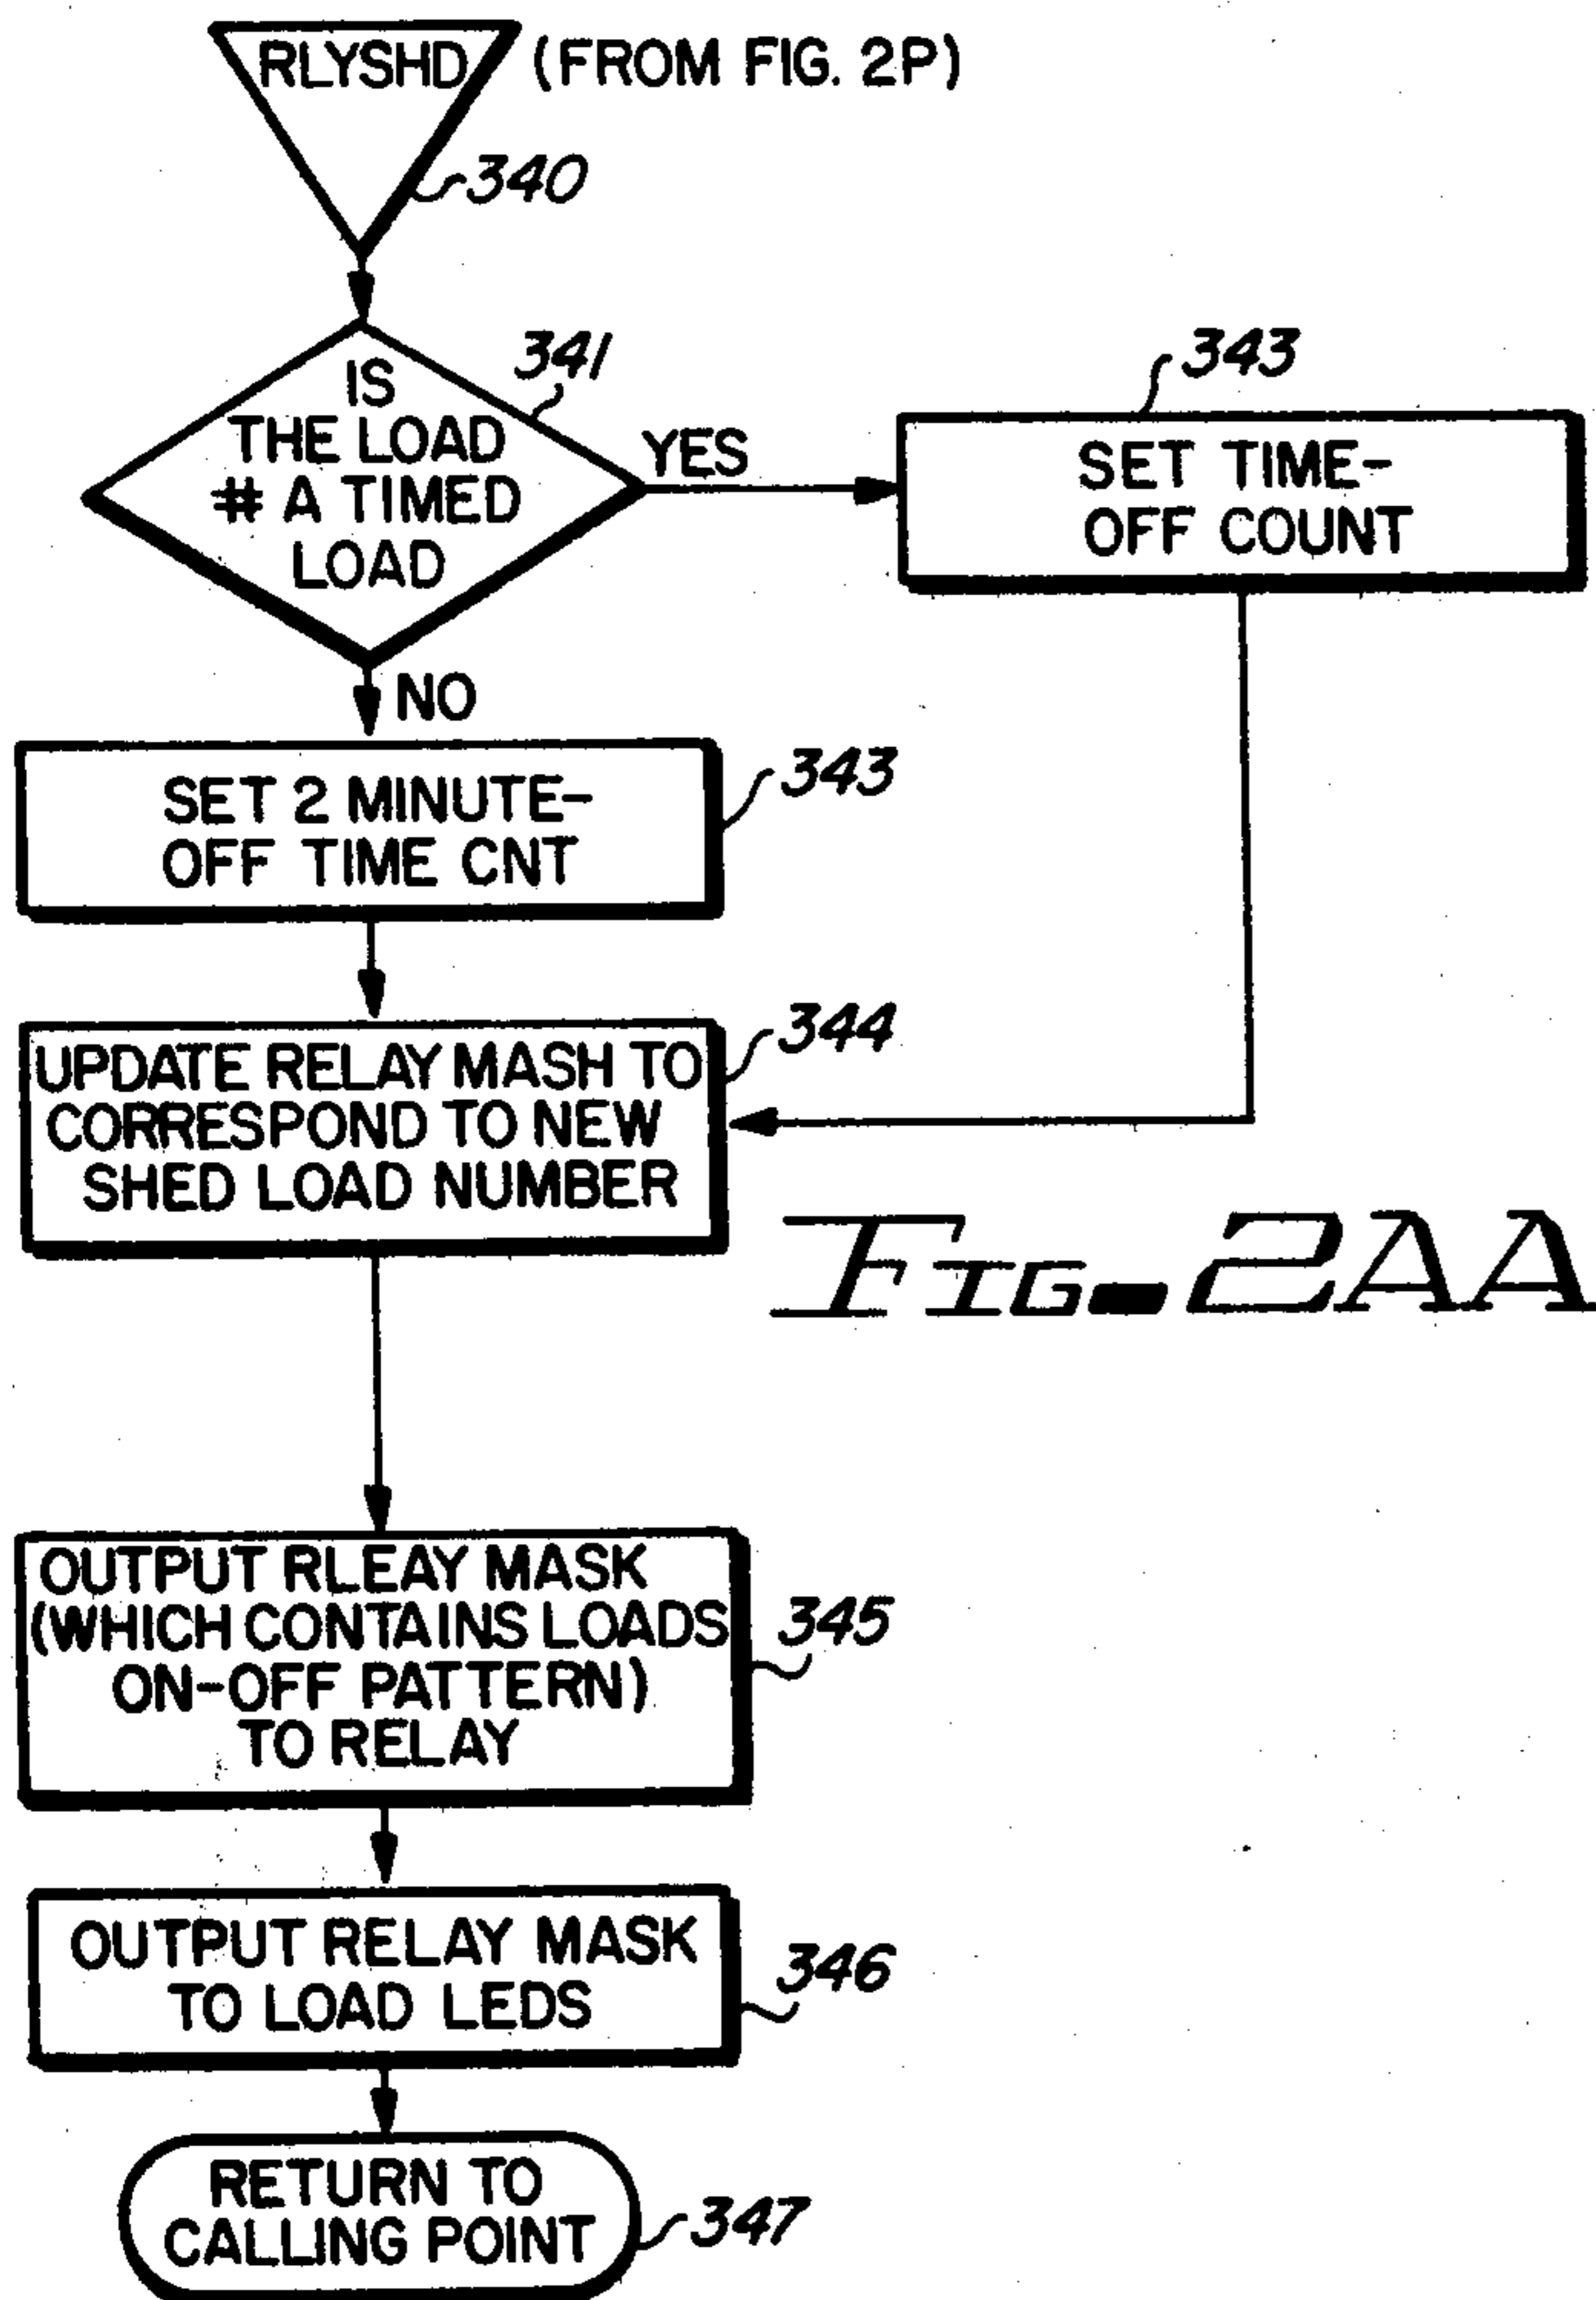 RLYSHD (FROM FIG. 2P)
340
IS
THE LOAD
# A TIMED
LOAD
341
YES
343
SET TIME-
OFF COUNT
NO
SET 2 MINUTE-
OFF TIME CNT
343
UPDATE RELAY MASH TO
CORRESPOND TO NEW
SHED LOAD NUMBER
344
FIG. 2AA
OUTPUT RLEAY MASK
(WHICH CONTAINS LOADS
ON-OFF PATTERN)
TO RELAY
345
OUTPUT RELAY MASK
TO LOAD LEDS
346
RETURN TO
CALLING POINT
347